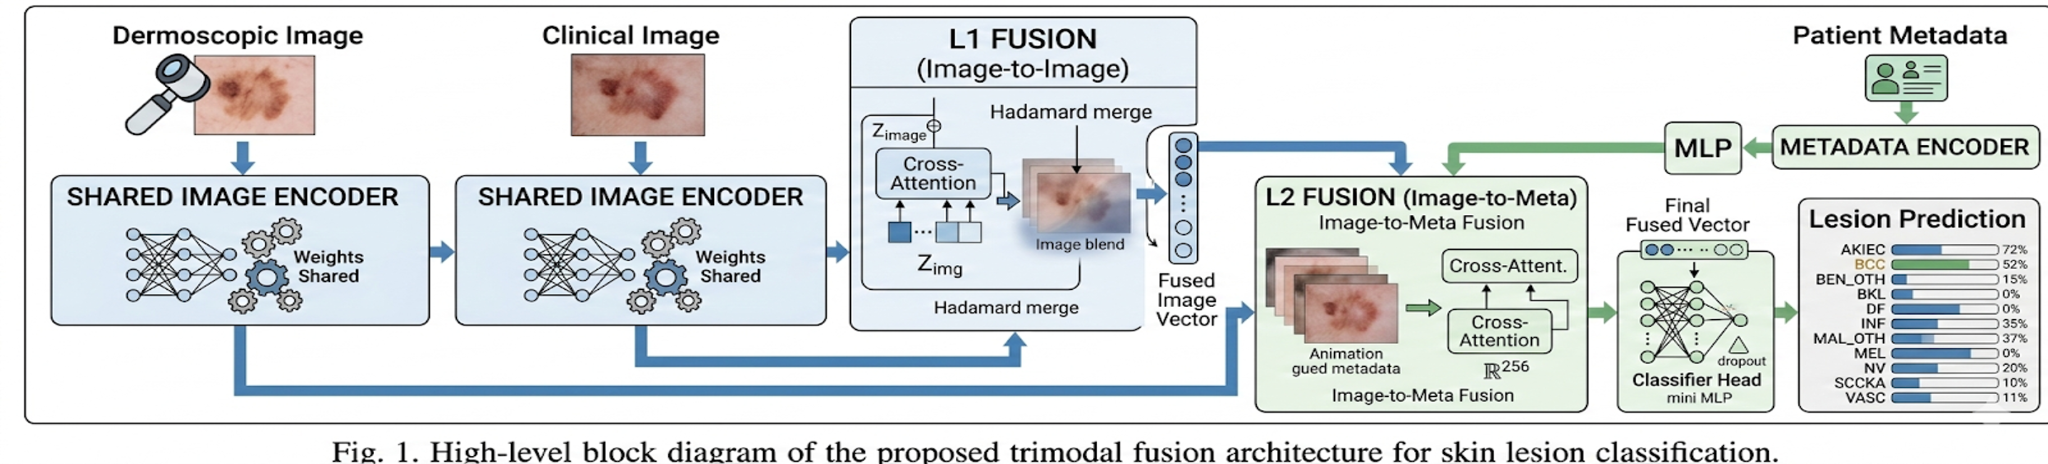 Dermoscopic Image
Clinical Image
SHARED IMAGE ENCODER
Weights
Shared
SHARED IMAGE ENCODER
Weights
Shared
L1 FUSION
(Image-to-Image)
Hadamard merge
Zimage
Cross-
Attention
Zimg
Image blend
Hadamard merge
Fused
Image
Vector
Patient Metadata
METADATA ENCODER
MLP
L2 FUSION (Image-to-Meta)
Image-to-Meta Fusion
Cross-Attent.
Cross-
Attention
ℝ256
Animation
gued metadata
Image-to-Meta Fusion
Final
Fused Vector
dropout
Classifier Head
mini MLP
Lesion Prediction
AKIEC 72%
BCC 52%
BEN_OTH 15%
BKL 0%
DF 0%
INF 35%
MAL_OTH 37%
MEL 0%
NV 20%
SCCKA 10%
VASC 11%
Fig. 1. High-level block diagram of the proposed trimodal fusion architecture for skin lesion classification.